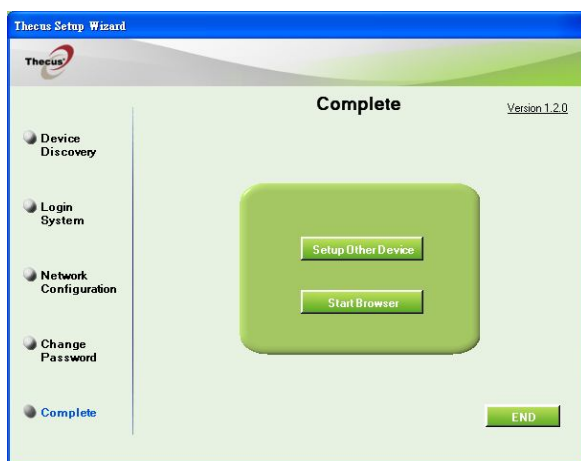 Thecus Setup Wizard
Thecus
Complete
Version 1.2.0
Device
Discovery
Login
System
Network
Configuration
Change
Password
Complete
Setup Other Device
Start Browser
END